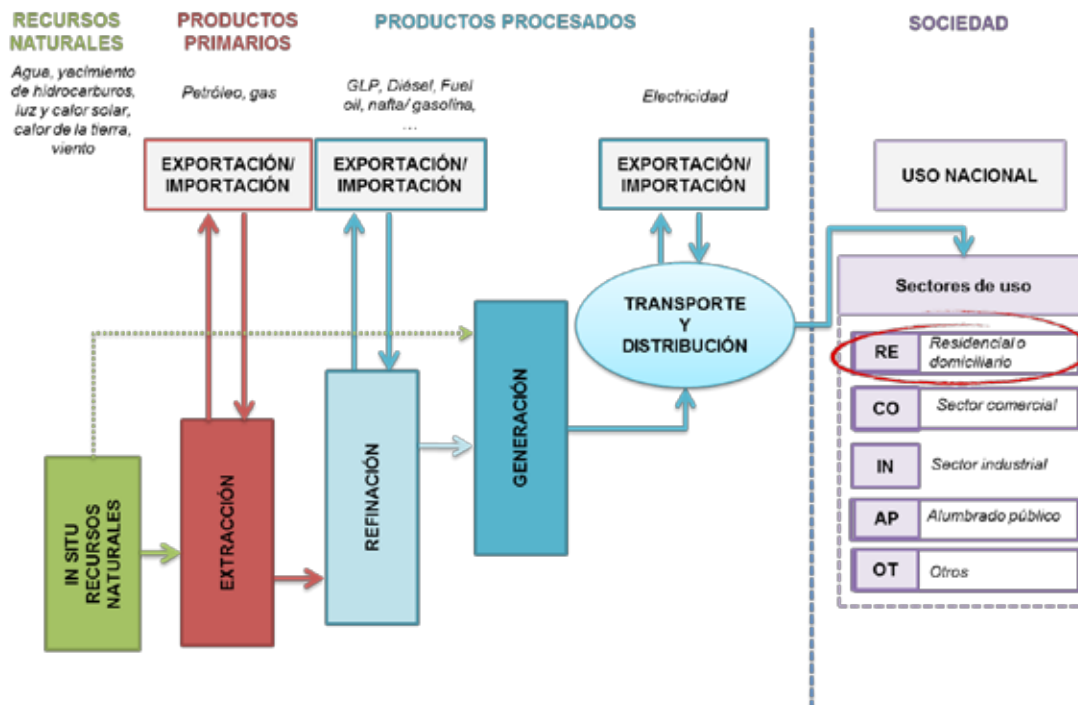 RECURSOS
NATURALES
Agua, yacimiento
de hidrocarburos,
luz y calor solar,
calor de la tierra,
viento
PRODUCTOS
PRIMARIOS
Petróleo, gas
PRODUCTOS PROCESADOS
GLP, Diésel, Fuel
oil, nafta/ gasolina,
...
Electricidad
SOCIEDAD
EXPORTACIÓN/
IMPORTACIÓN
EXPORTACIÓN/
IMPORTACIÓN
EXPORTACIÓN/
IMPORTACIÓN
USO NACIONAL
IN SITU
RECURSOS
NATURALES
EXTRACCIÓN
REFINACIÓN
GENERACIÓN
TRANSPORTE
Y
DISTRIBUCIÓN
Sectores de uso
RE Residencial o
domiciliario
CO Sector comercial
IN Sector industrial
AP Alumbrado público
OT Otros